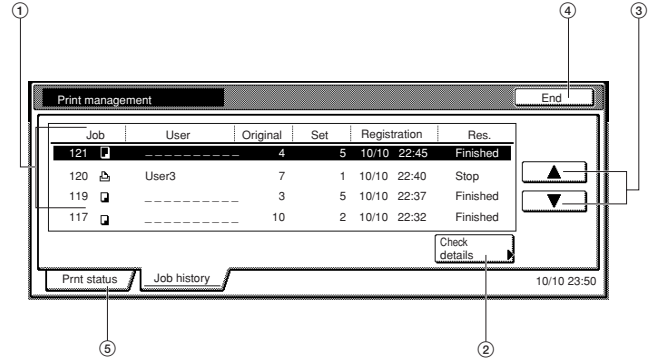 ① ④ ③
Print management End
Job User Original Set Registration Res.
121 __________ 4 5 10/10 22:45 Finished
120 User3 7 1 10/10 22:40 Stop
119 __________ 3 5 10/10 22:37 Finished
117 __________ 10 2 10/10 22:32 Finished
Check
details
Prnt status Job history 10/10 23:50
⑤ ②